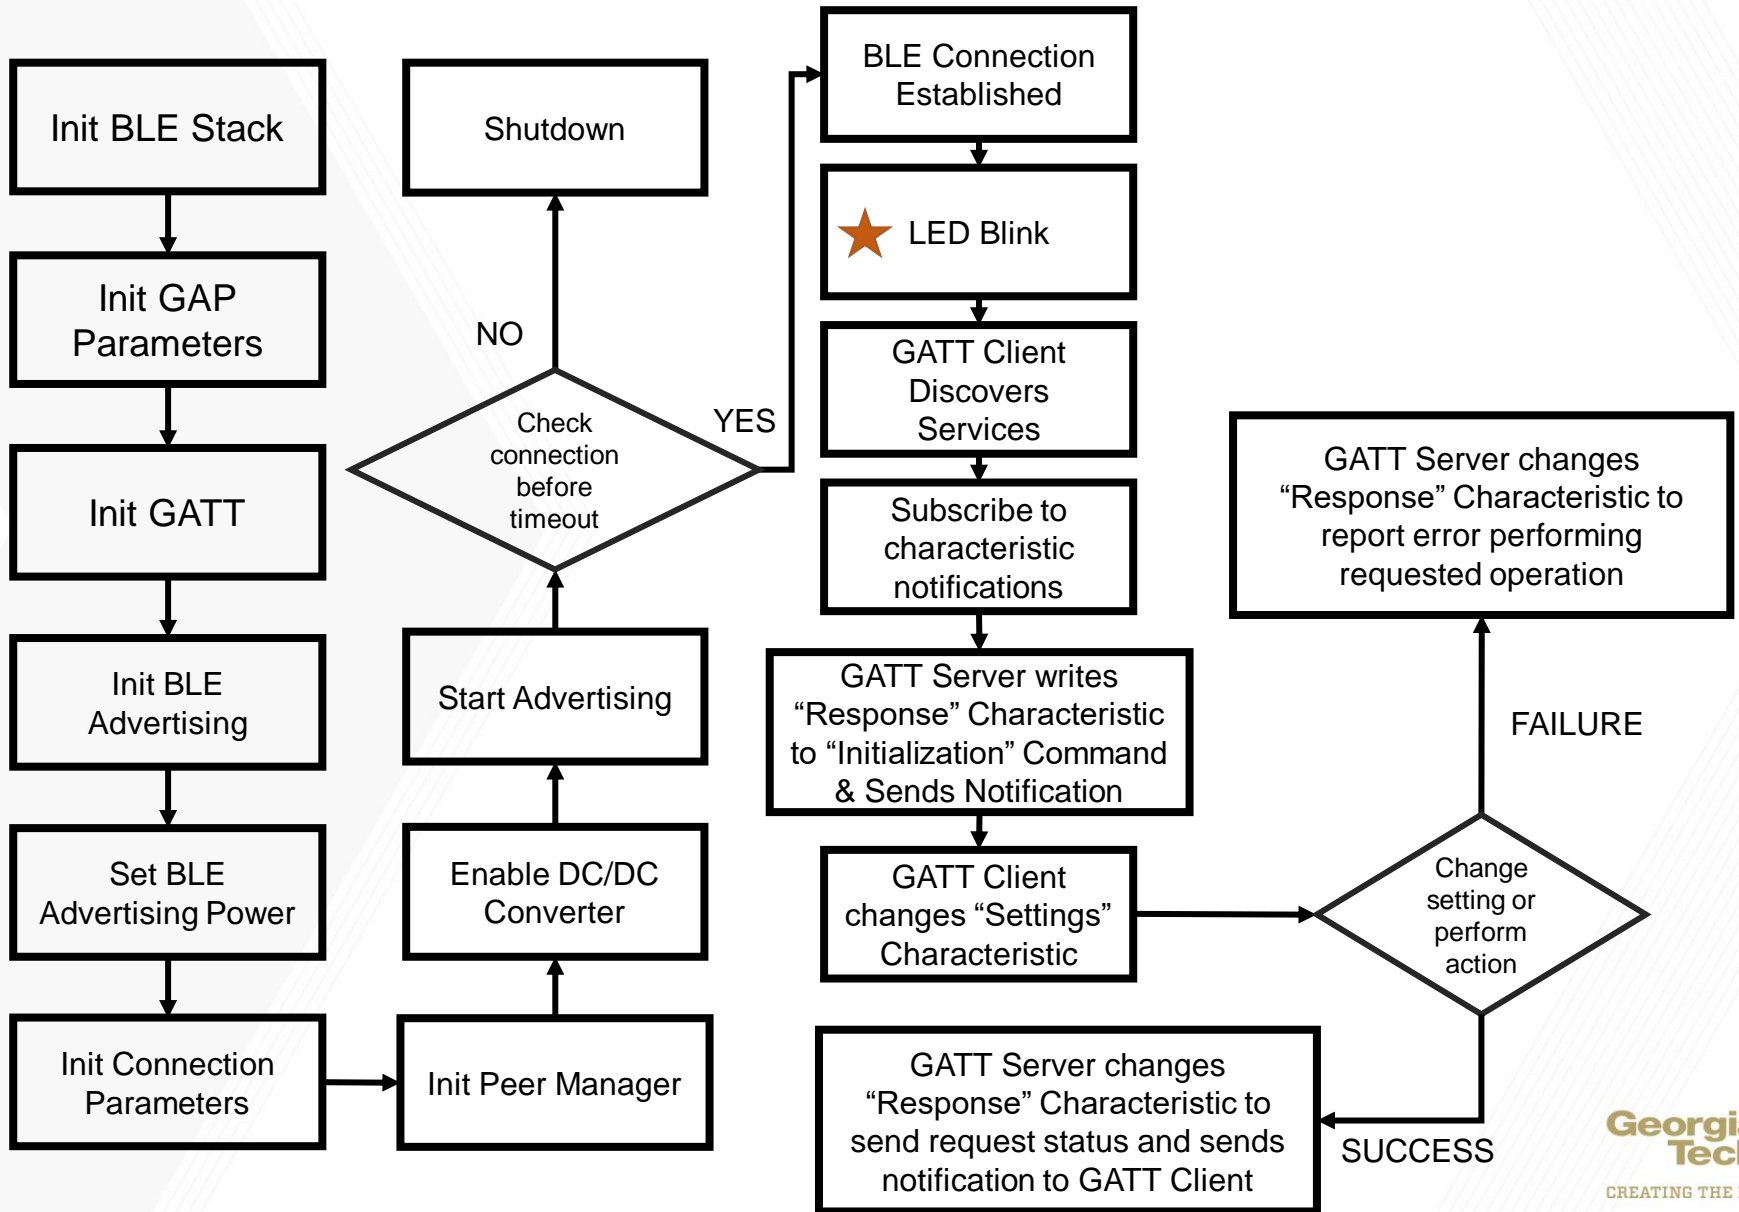 Init BLE Stack
Init GAP
Parameters
Init GATT
Init BLE
Advertising
Set BLE
Advertising Power
Init Connection
Parameters
Init Peer Manager
Enable DC/DC
Converter
Start Advertising
Check
connection
before
timeout
NO
Shutdown
YES
BLE Connection
Established
LED Blink
GATT Client
Discovers
Services
Subscribe to
characteristic
notifications
GATT Server writes
“Response” Characteristic
to “Initialization” Command
& Sends Notification
GATT Client
changes “Settings”
Characteristic
Change
setting or
perform
action
FAILURE
GATT Server changes
“Response” Characteristic to
report error performing
requested operation
SUCCESS
GATT Server changes
“Response” Characteristic to
send request status and sends
notification to GATT Client
Georgia
Tech
CREATING THE